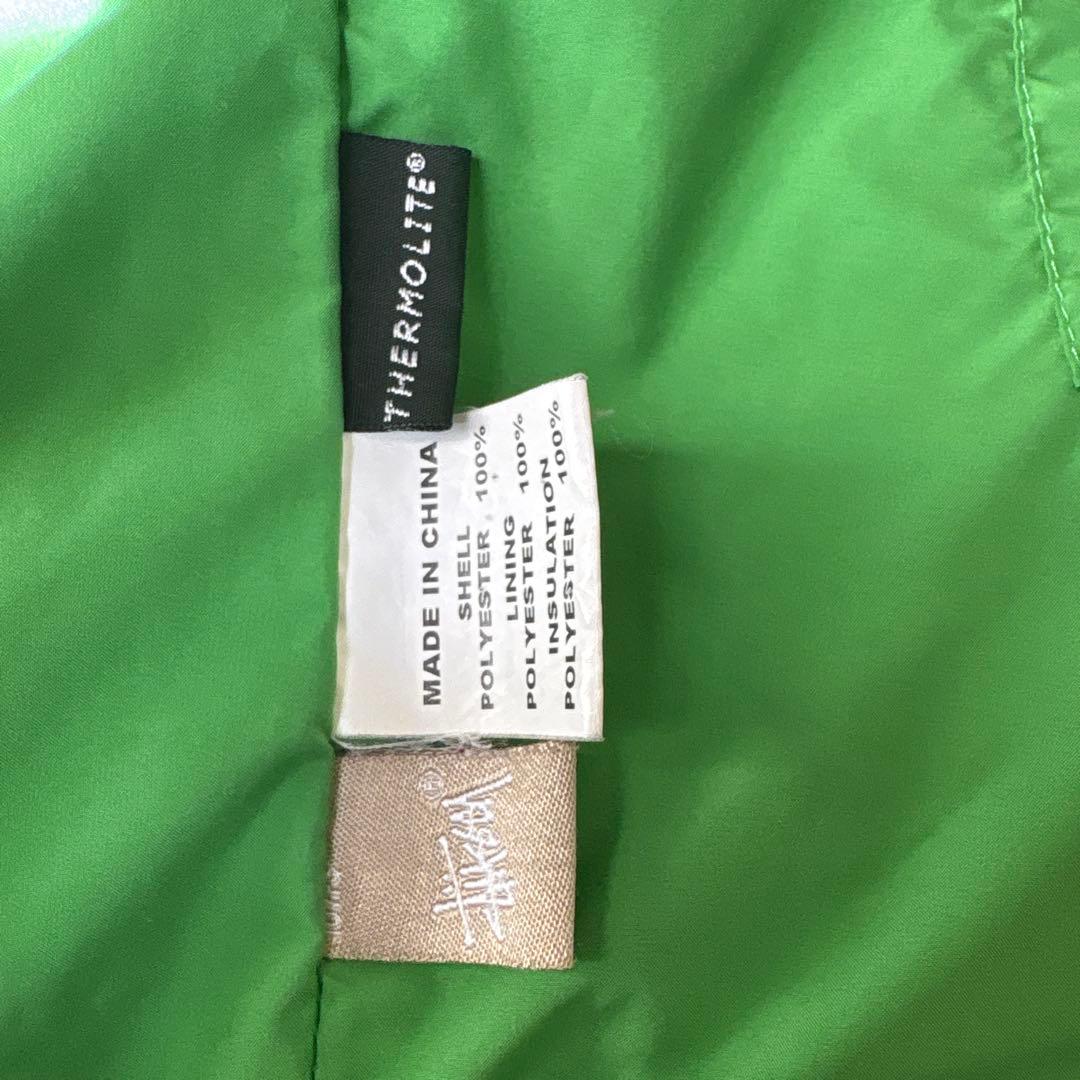 THERMOLITE®
MADE IN CHINA
SHELL
POLYESTER 100%
LINING
POLYESTER 100%
INSULATION
POLYESTER 100%
Stüssy®